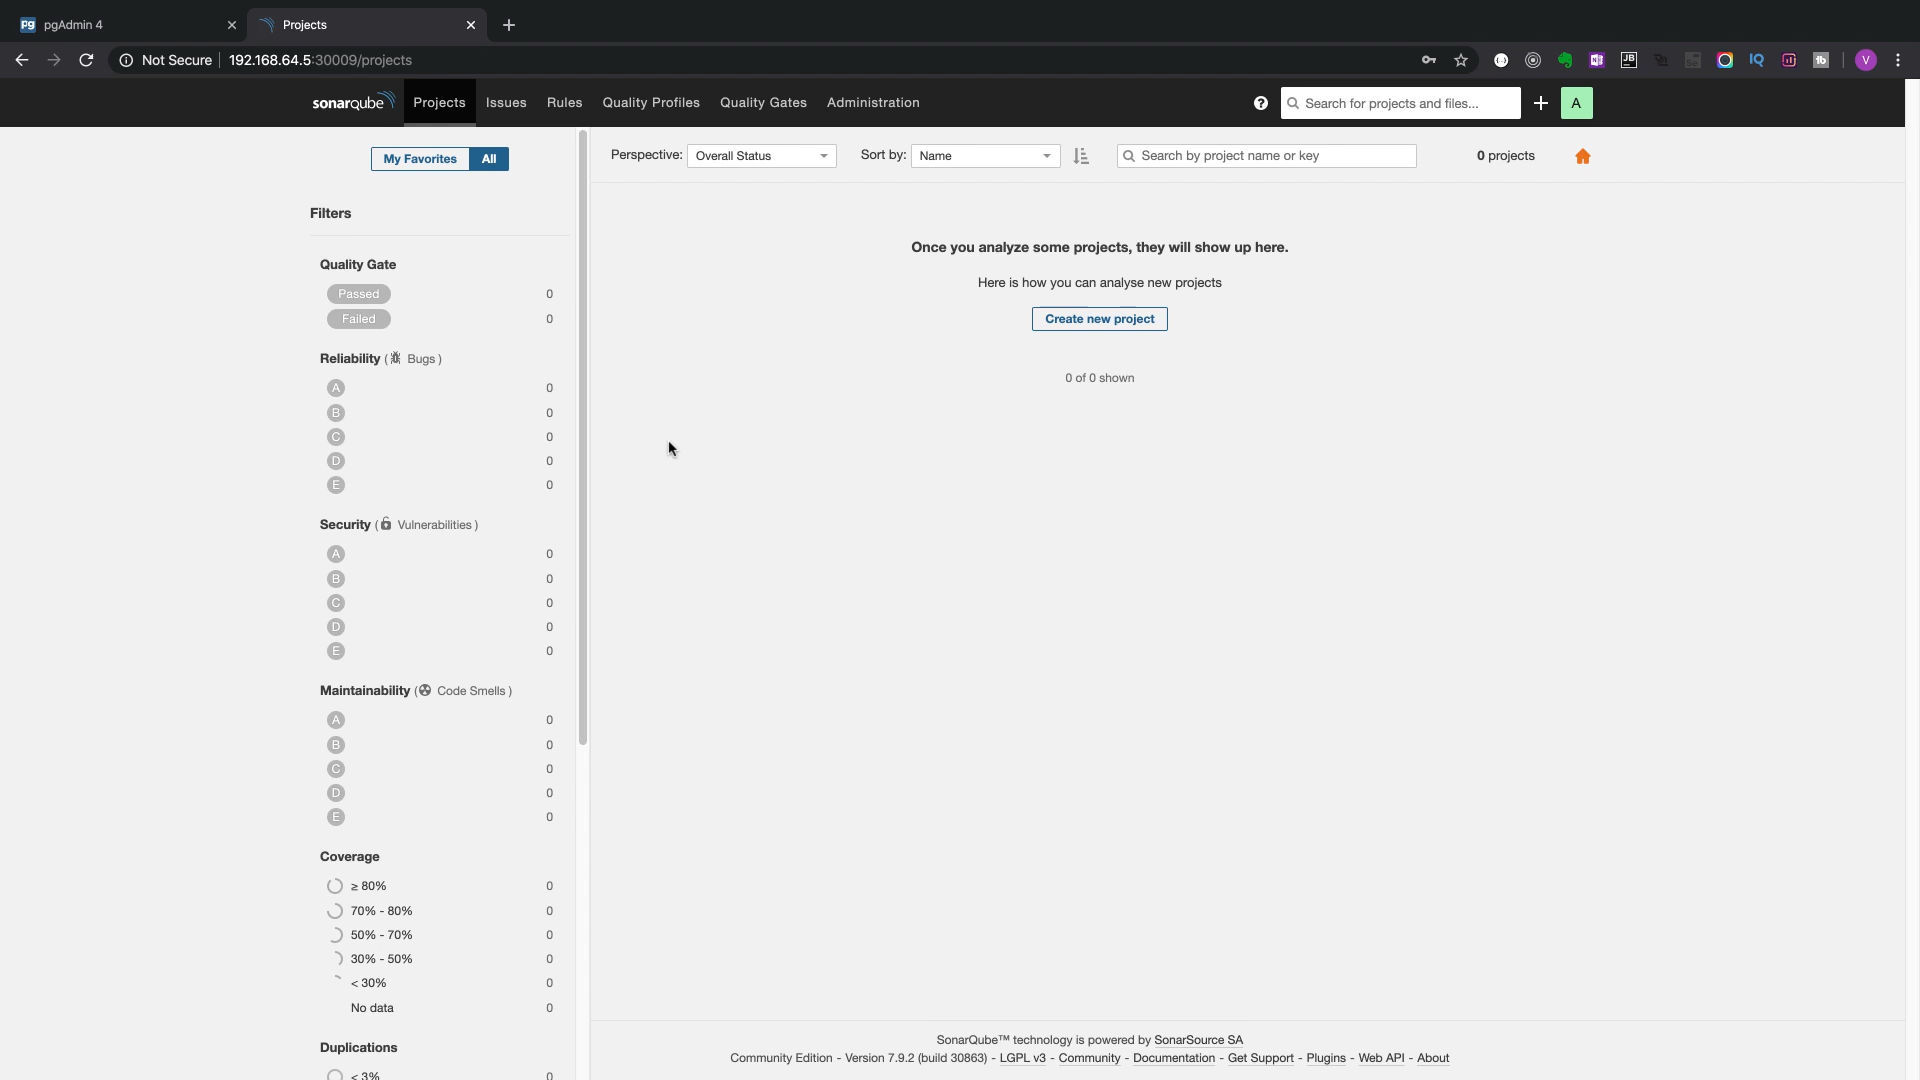 pgAdmin 4
Projects
Not Secure 192.168.64.5:30009/projects
sonarqube Projects Issues Rules Quality Profiles Quality Gates Administration Search for projects and files... A
My Favorites All
Perspective: Overall Status Sort by: Name Search by project name or key 0 projects
Filters
Once you analyze some projects, they will show up here.
Here is how you can analyse new projects
Create new project
0 of 0 shown
Quality Gate
Passed 0
Failed 0
Reliability ( Bugs )
A 0
B 0
C 0
D 0
E 0
Security ( Vulnerabilities )
A 0
B 0
C 0
D 0
E 0
Maintainability ( Code Smells )
A 0
B 0
C 0
D 0
E 0
Coverage
≥ 80% 0
70% - 80% 0
50% - 70% 0
30% - 50% 0
< 30% 0
No data 0
Duplications
< 3% 0
SonarQube™ technology is powered by SonarSource SA
Community Edition - Version 7.9.2 (build 30863) - LGPL v3 - Community - Documentation - Get Support - Plugins - Web API - About